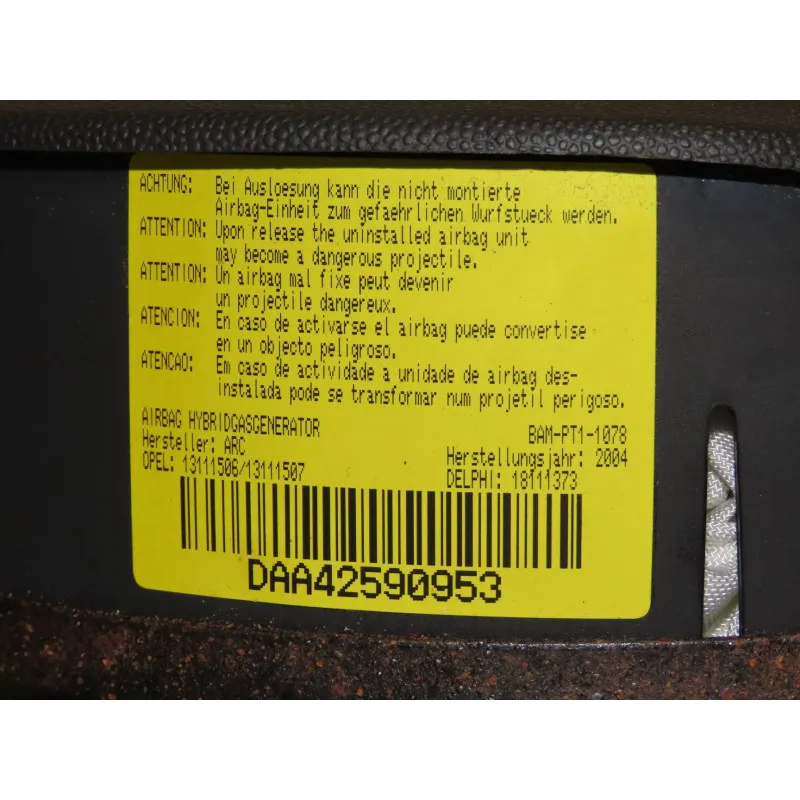 ACHTUNG: Bei Ausloesung kann die nicht montierte
Airbag-Einheit zum gefaehrlichen Wurfstueck werden.
ATTENTION: Upon release the uninstalled airbag unit
may become a dangerous projectile.
ATTENTION: Un airbag mal fixe peut devenir
un projectile dangereux.
ATENCION: En caso de activarse el airbag puede convertise
en un objecto peligroso.
ATENCAO: Em caso de actividade a unidade de airbag des-
instalada pode se transformar num projetil perigoso.
AIRBAG HYBRIDGASGENERATOR BAM-PT1-1078
Hersteller: ARC Herstellungsjahr: 2004
OPEL: 13111506/13111507 DELPHI: 18111373
DAA42590953